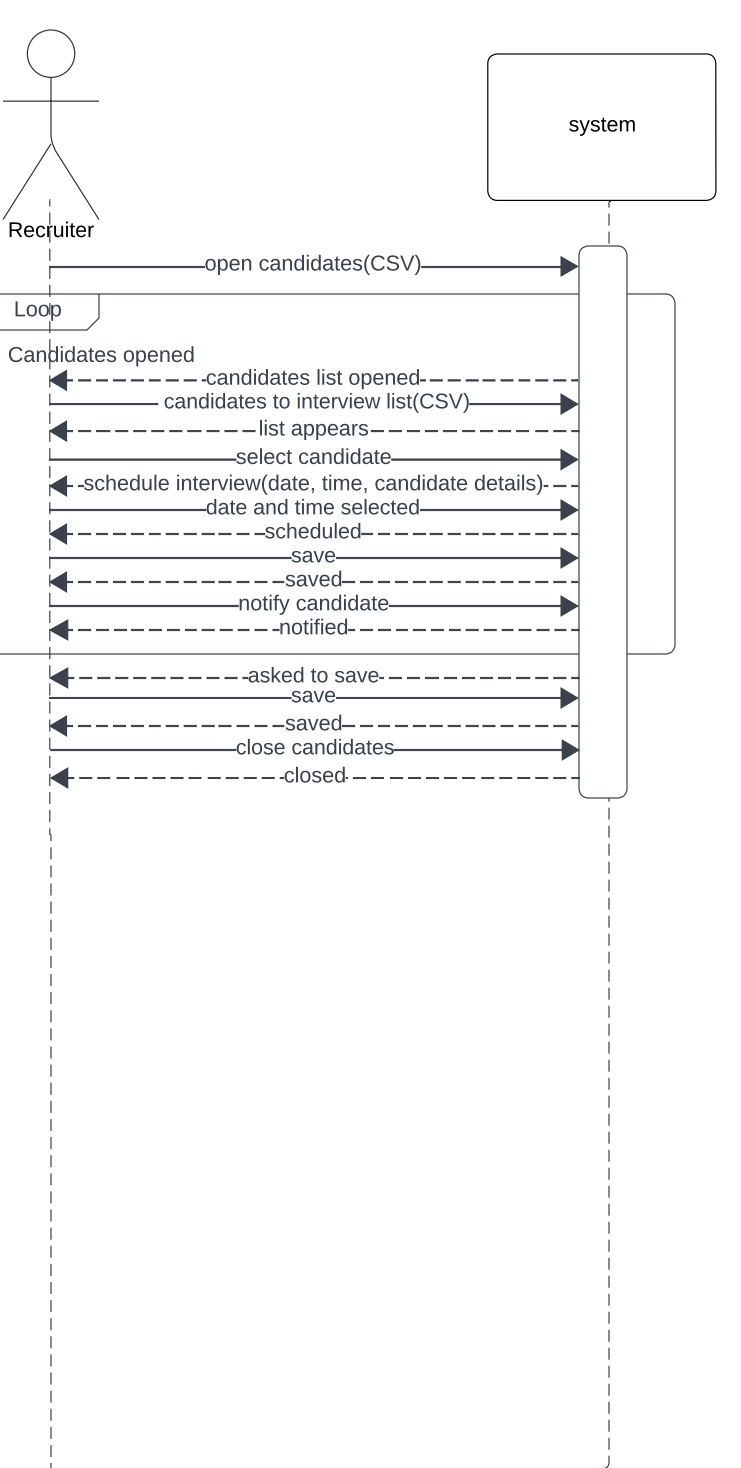 system
Recruiter
open candidates(CSV)
Loop
Candidates opened
candidates list opened
candidates to interview list(CSV)
list appears
select candidate
schedule interview(date, time, candidate details)
date and time selected
scheduled
save
saved
notify candidate
notified
asked to save
save
saved
close candidates
closed